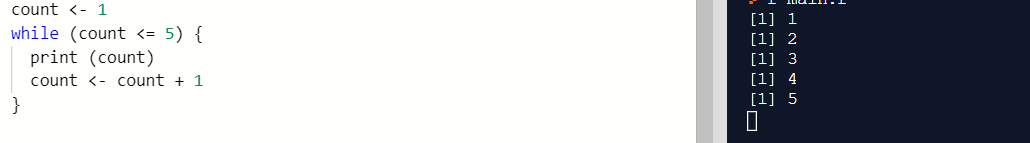 count <- 1
while (count <= 5) {
  print (count)
  count <- count + 1
}
[1] 1
[1] 2
[1] 3
[1] 4
[1] 5